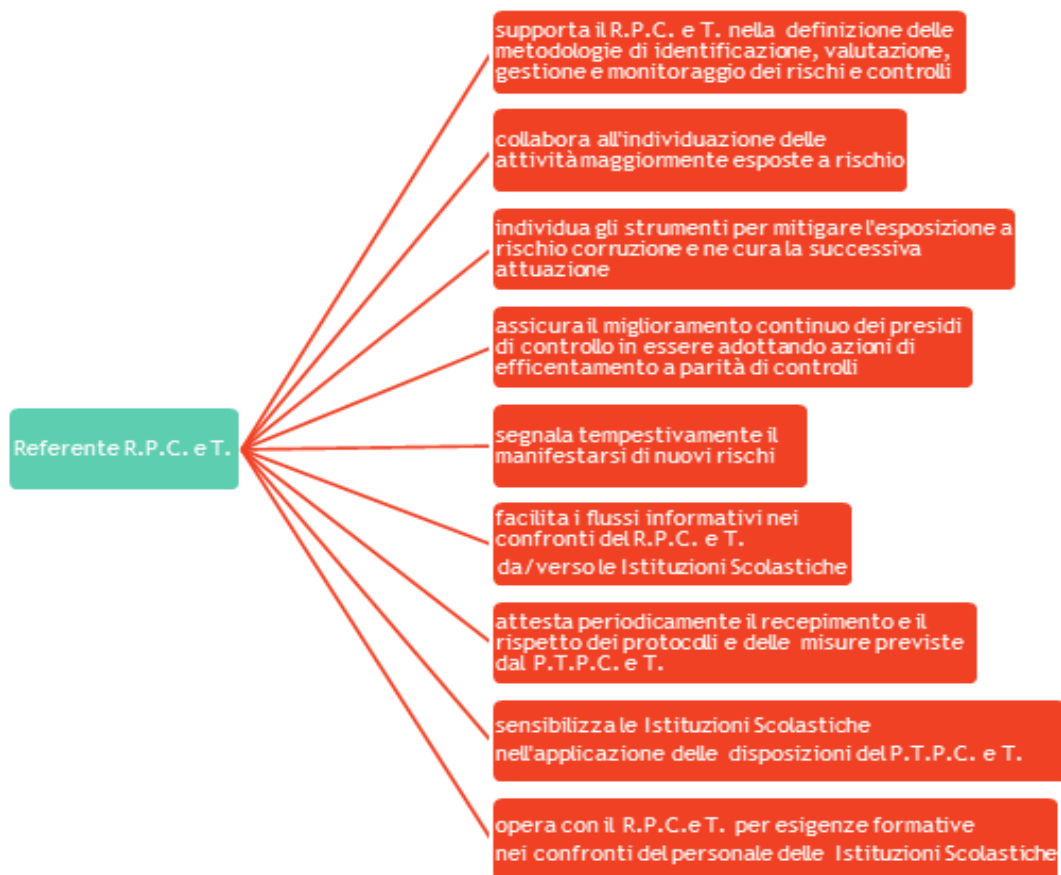 supporta il R.P.C. e T. nella definizione delle
metodologie di identificazione, valutazione,
gestione e monitoraggio dei rischi e controlli
collabora all'individuazione delle
attività maggiormente esposte a rischio
individua gli strumenti per mitigare l'esposizione a
rischio corruzione e ne cura la successiva
attuazione
assicura il miglioramento continuo dei presidi
di controllo in essere adottando azioni di
efficentamento a parità di controlli
Referente R.P.C. e T.
segnala tempestivamente il
manifestarsi di nuovi rischi
facilita i flussi informativi nei
confronti del R.P.C. e T.
da/verso le Istituzioni Scolastiche
attesta periodicamente il recepimento e il
rispetto dei protocolli e delle misure previste
dal P.T.P.C. e T.
sensibilizza le Istituzioni Scolastiche
nell'applicazione delle disposizioni del P.T.P.C. e T.
opera con il R.P.C.e T. per esigenze formative
nei confronti del personale delle Istituzioni Scolastiche